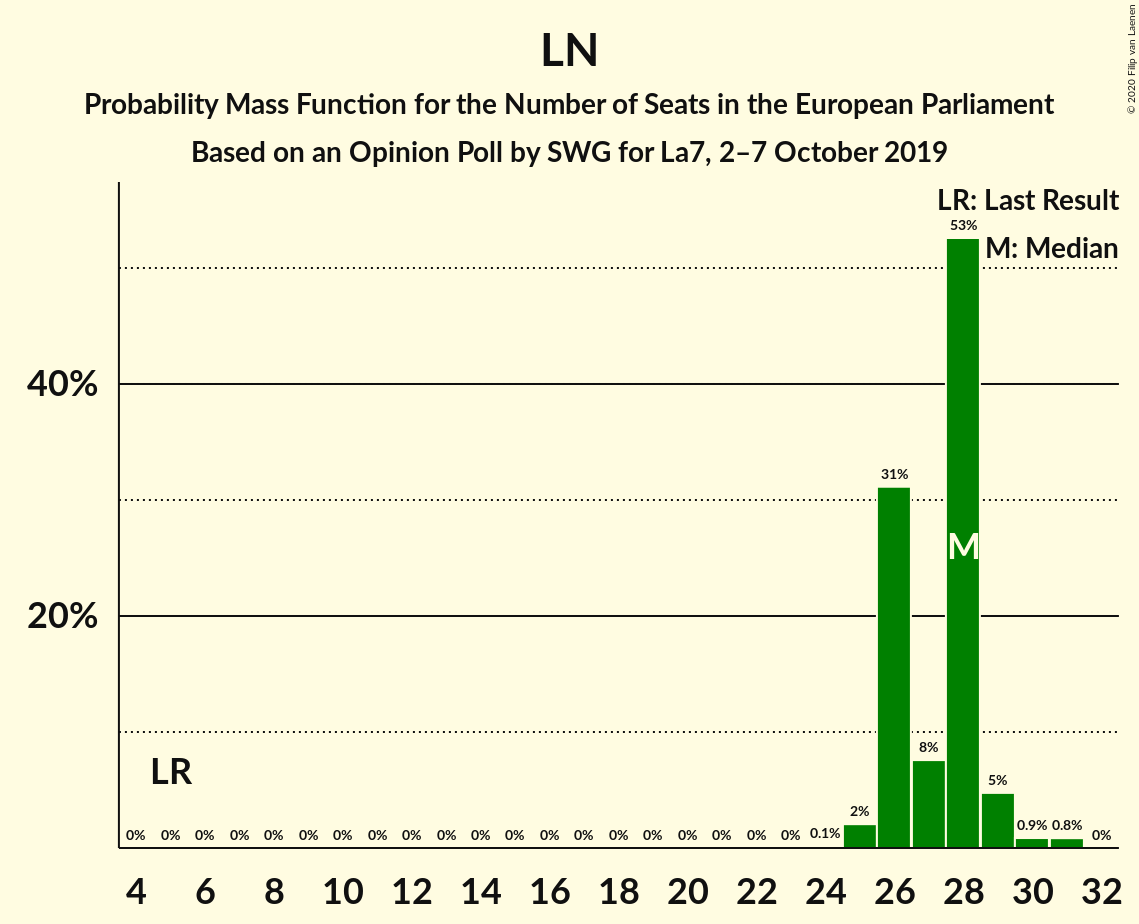 LN
Probability Mass Function for the Number of Seats in the European Parliament
Based on an Opinion Poll by SWG for La7, 2–7 October 2019
© 2020 Filip van Laenen
LR: Last Result
M: Median
53%
40%
31%
M
20%
8%
LR
5%
2%
0% 0% 0% 0% 0% 0% 0% 0% 0% 0% 0% 0% 0% 0% 0% 0% 0% 0% 0% 0% 0.1% 0.9% 0.8% 0%
4 6 8 10 12 14 16 18 20 22 24 26 28 30 32